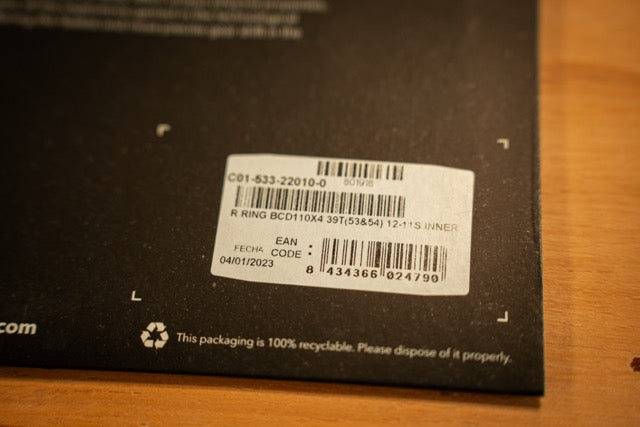 C01-533-22010-0
801918
R RING BCD110X4 39T(53&54) 12-11S INNER
FECHA
04/01/2023
EAN
CODE :
8 434366 024790
.com
This packaging is 100% recyclable. Please dispose of it properly.